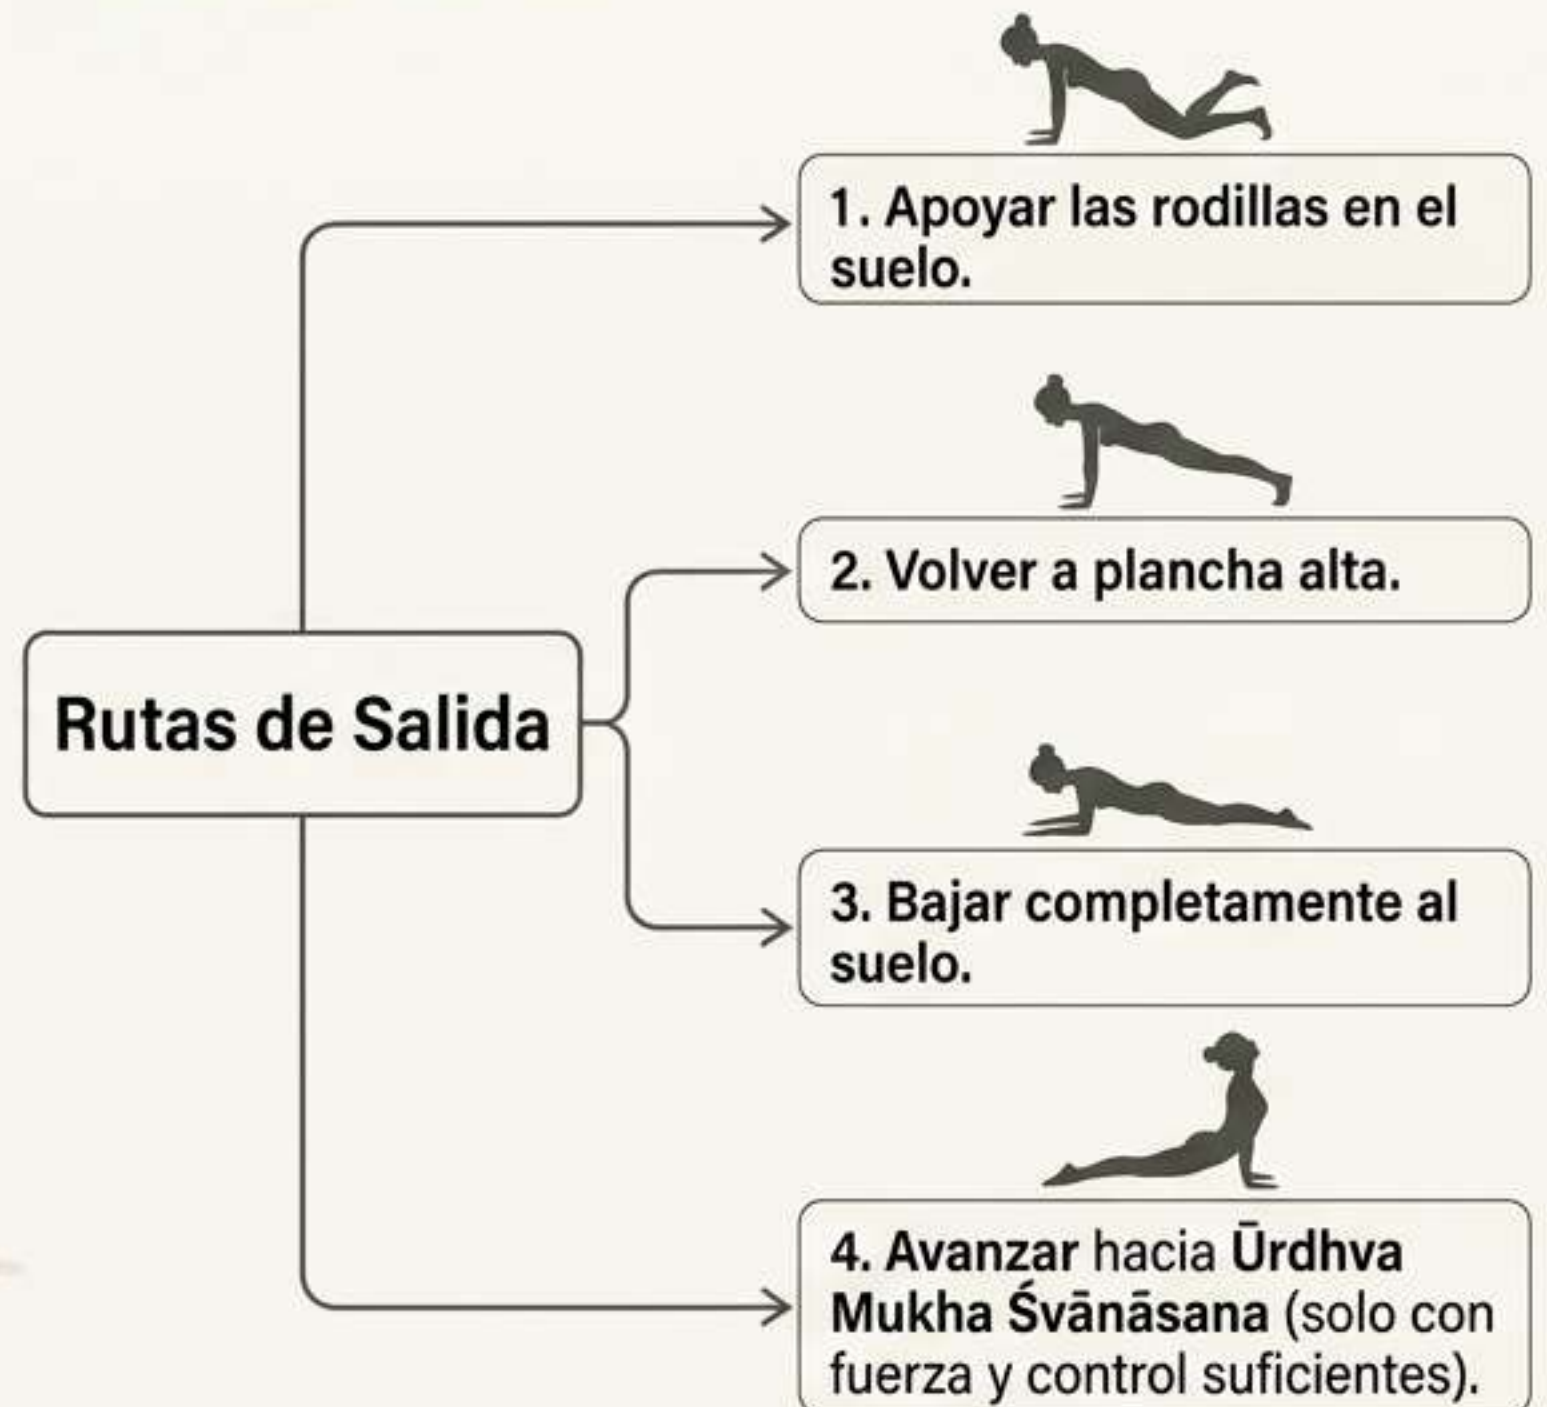 1. Apoyar las rodillas en el
suelo.
2. Volver a plancha alta.
Rutas de Salida
3. Bajar completamente al
suelo.
4. Avanzar hacia Ūrdhva
Mukha Śvānāsana (solo con
fuerza y control suficientes).